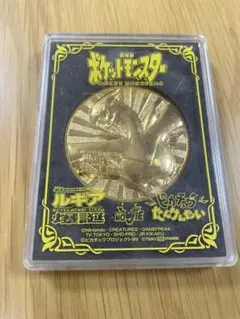 劇場版
ポケットモンスター
POCKET MONSTERS
ルギア
爆誕
MOVIE
ピカチュウ
たんけんたい
©Nintendo・CREATURES・GAMEFREAK・
TV TOKYO・SHO-PRO・JR KIKAKU
©ピカチュウプロジェクト99